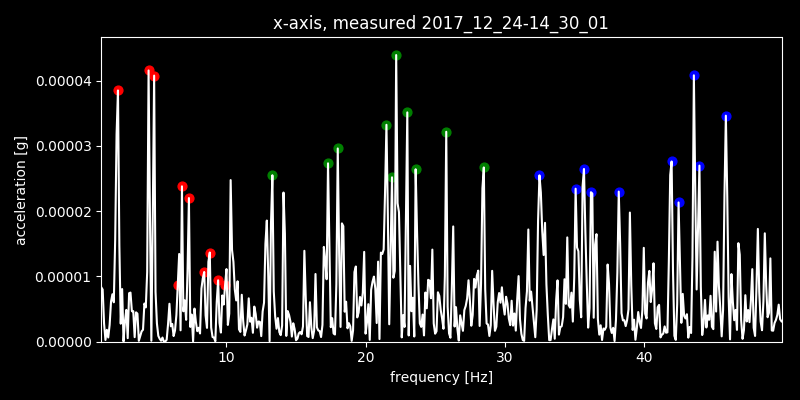 x-axis, measured 2017_12_24-14_30_01
acceleration [g]
0.00004
0.00003
0.00002
0.00001
0.00000
10 20 30 40
frequency [Hz]